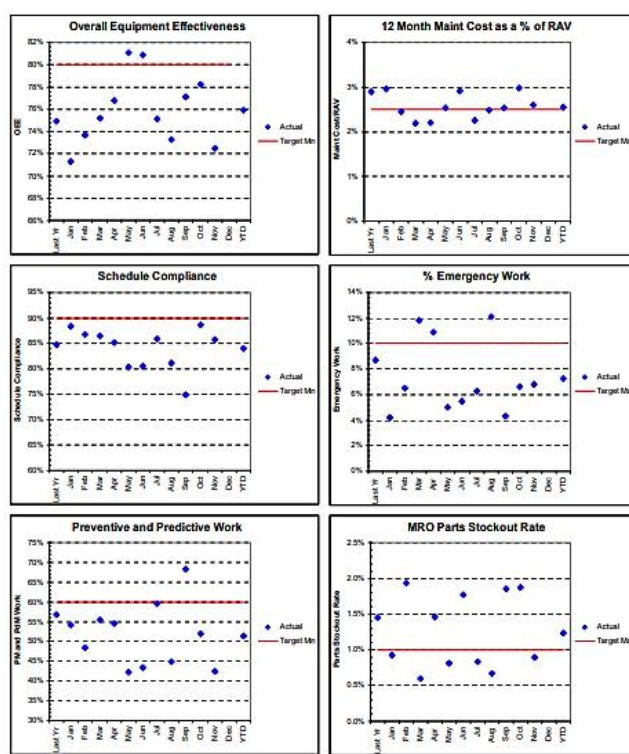 Overall Equipment Effectiveness
82%
80%
78%
76%
74%
72%
70%
68%
66%
OEE
Last Yr Jan Feb Mar Apr May Jun Jul Aug Sep Oct Nov Dec YTD
Actual
Target Min
12 Month Maint Cost as a % of RAV
4%
3%
2%
1%
0%
Maint Cost/RAV
Last Yr Jan Feb Mar Apr May Jun Jul Aug Sep Oct Nov Dec YTD
Actual
Target Min
Schedule Compliance
95%
90%
85%
80%
75%
70%
65%
60%
Schedule Compliance
Last Yr Jan Feb Mar Apr May Jun Jul Aug Sep Oct Nov Dec YTD
Actual
Target Min
% Emergency Work
14%
12%
10%
8%
6%
4%
2%
0%
Emergency Work
Last Yr Jan Feb Mar Apr May Jun Jul Aug Sep Oct Nov Dec YTD
Actual
Target
Preventive and Predictive Work
75%
70%
65%
60%
55%
50%
45%
40%
35%
30%
PM and PdM Work
Last Yr Jan Feb Mar Apr May Jun Jul Aug Sep Oct Nov Dec YTD
Actual
Target Min
MRO Parts Stockout Rate
2.5%
2.0%
1.5%
1.0%
0.5%
0.0%
Parts Stockout Rate
Last Yr Jan Feb Mar Apr May Jun Jul Aug Sep Oct Nov Dec YTD
Actual
Target